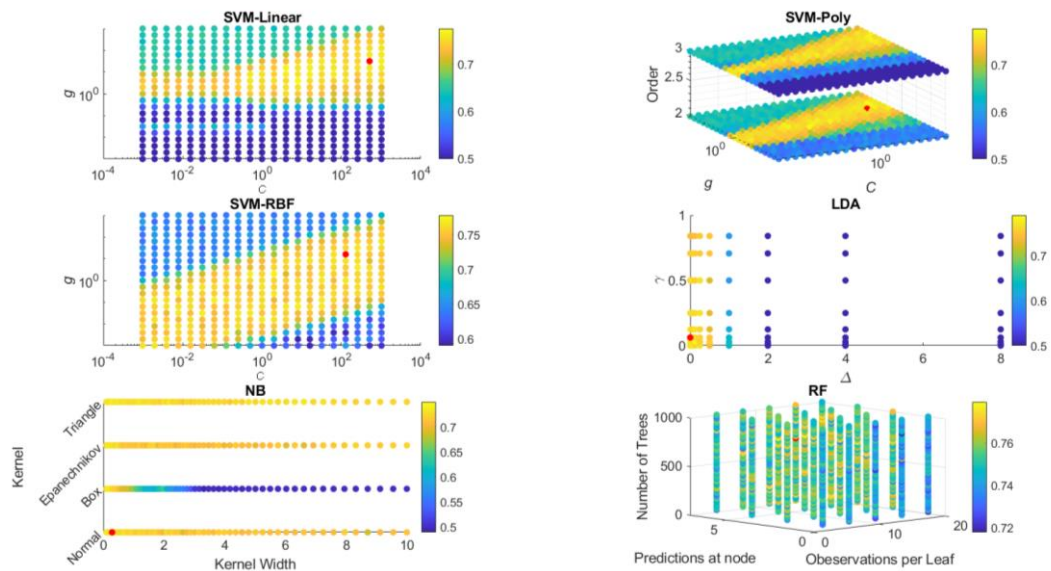 SVM-Linear
g
10^0
10^-4
10^-2
10^0
10^2
10^4
C
0.7
0.6
0.5
SVM-Poly
Order
3
2.5
2
10^0
g
10^0
C
0.7
0.6
0.5
SVM-RBF
g
10^0
10^-4
10^-2
10^0
10^2
10^4
C
0.75
0.7
0.65
0.6
LDA
γ
1
0.5
0
0
2
4
6
8
Δ
0.7
0.6
0.5
NB
Kernel
Triangle
Epanechnikov
Box
Normal
0
2
4
6
8
10
Kernel Width
0.7
0.65
0.6
0.55
0.5
RF
Number of Trees
1000
500
0
5
0
0
10
20
Predictions at node
Obeservations per Leaf
0.76
0.74
0.72